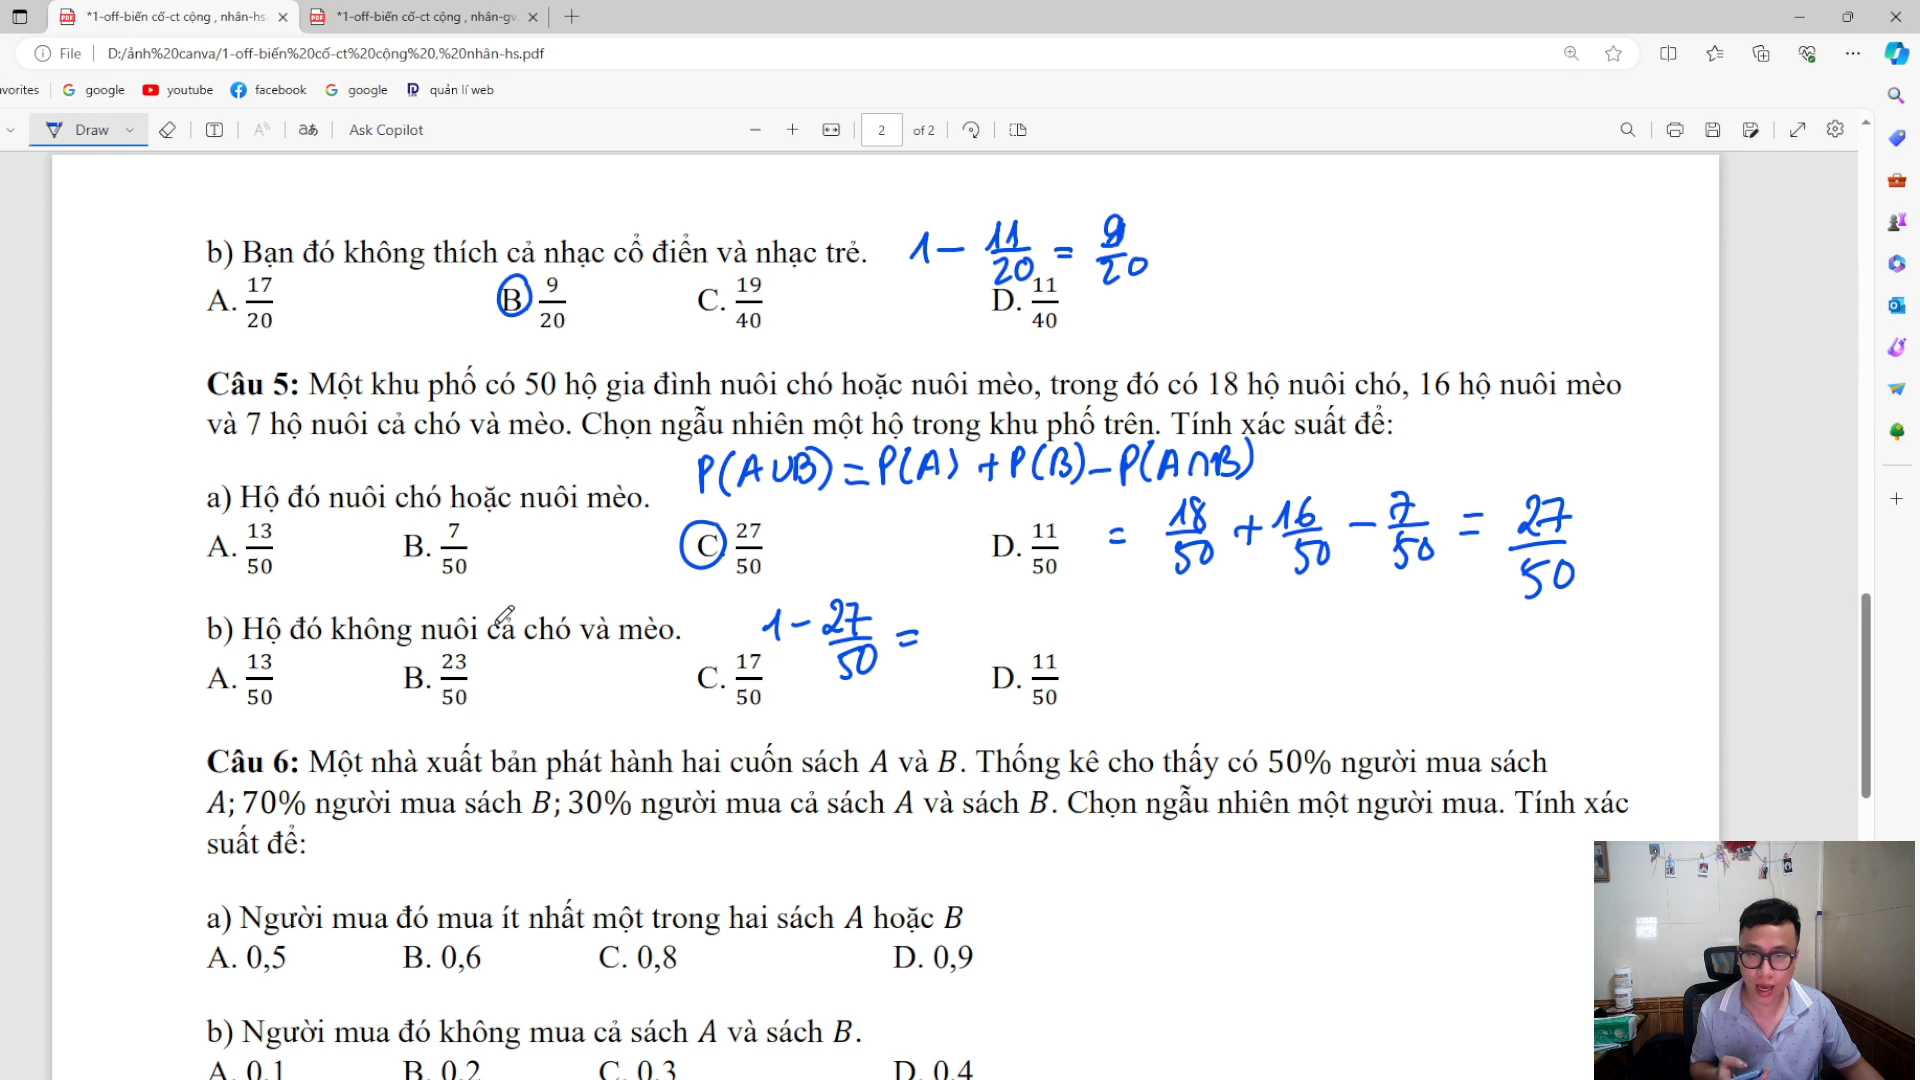 *1-off-biến cố-ct cộng , nhân-hs.
*1-off-biến cố-ct cộng , nhân-gv
File D:/ảnh%20canva/1-off-biến%20cố-ct%20cộng%20,%20nhân-hs.pdf
avorites google youtube facebook google quản lí web
Draw Ask Copilot 2 of 2
b) Bạn đó không thích cả nhạc cổ điển và nhạc trẻ. 1 - 11/20 = 9/20
A. 17/20 B 9/20 C. 19/40 D. 11/40
Câu 5: Một khu phố có 50 hộ gia đình nuôi chó hoặc nuôi mèo, trong đó có 18 hộ nuôi chó, 16 hộ nuôi mèo
và 7 hộ nuôi cả chó và mèo. Chọn ngẫu nhiên một hộ trong khu phố trên. Tính xác suất để:
P(A∪B) = P(A) + P(B) - P(A∩B)
a) Hộ đó nuôi chó hoặc nuôi mèo.
= 18/50 + 16/50 - 7/50 = 27/50
A. 13/50 B. 7/50 C 27/50 D. 11/50
b) Hộ đó không nuôi cả chó và mèo. 1 - 27/50 =
A. 13/50 B. 23/50 C. 17/50 D. 11/50
Câu 6: Một nhà xuất bản phát hành hai cuốn sách A và B. Thống kê cho thấy có 50% người mua sách
A; 70% người mua sách B; 30% người mua cả sách A và sách B. Chọn ngẫu nhiên một người mua. Tính xác
suất để:
a) Người mua đó mua ít nhất một trong hai sách A hoặc B
A. 0,5 B. 0,6 C. 0,8 D. 0,9
b) Người mua đó không mua cả sách A và sách B.
A. 0,1 B. 0,2 C. 0,3 D. 0,4